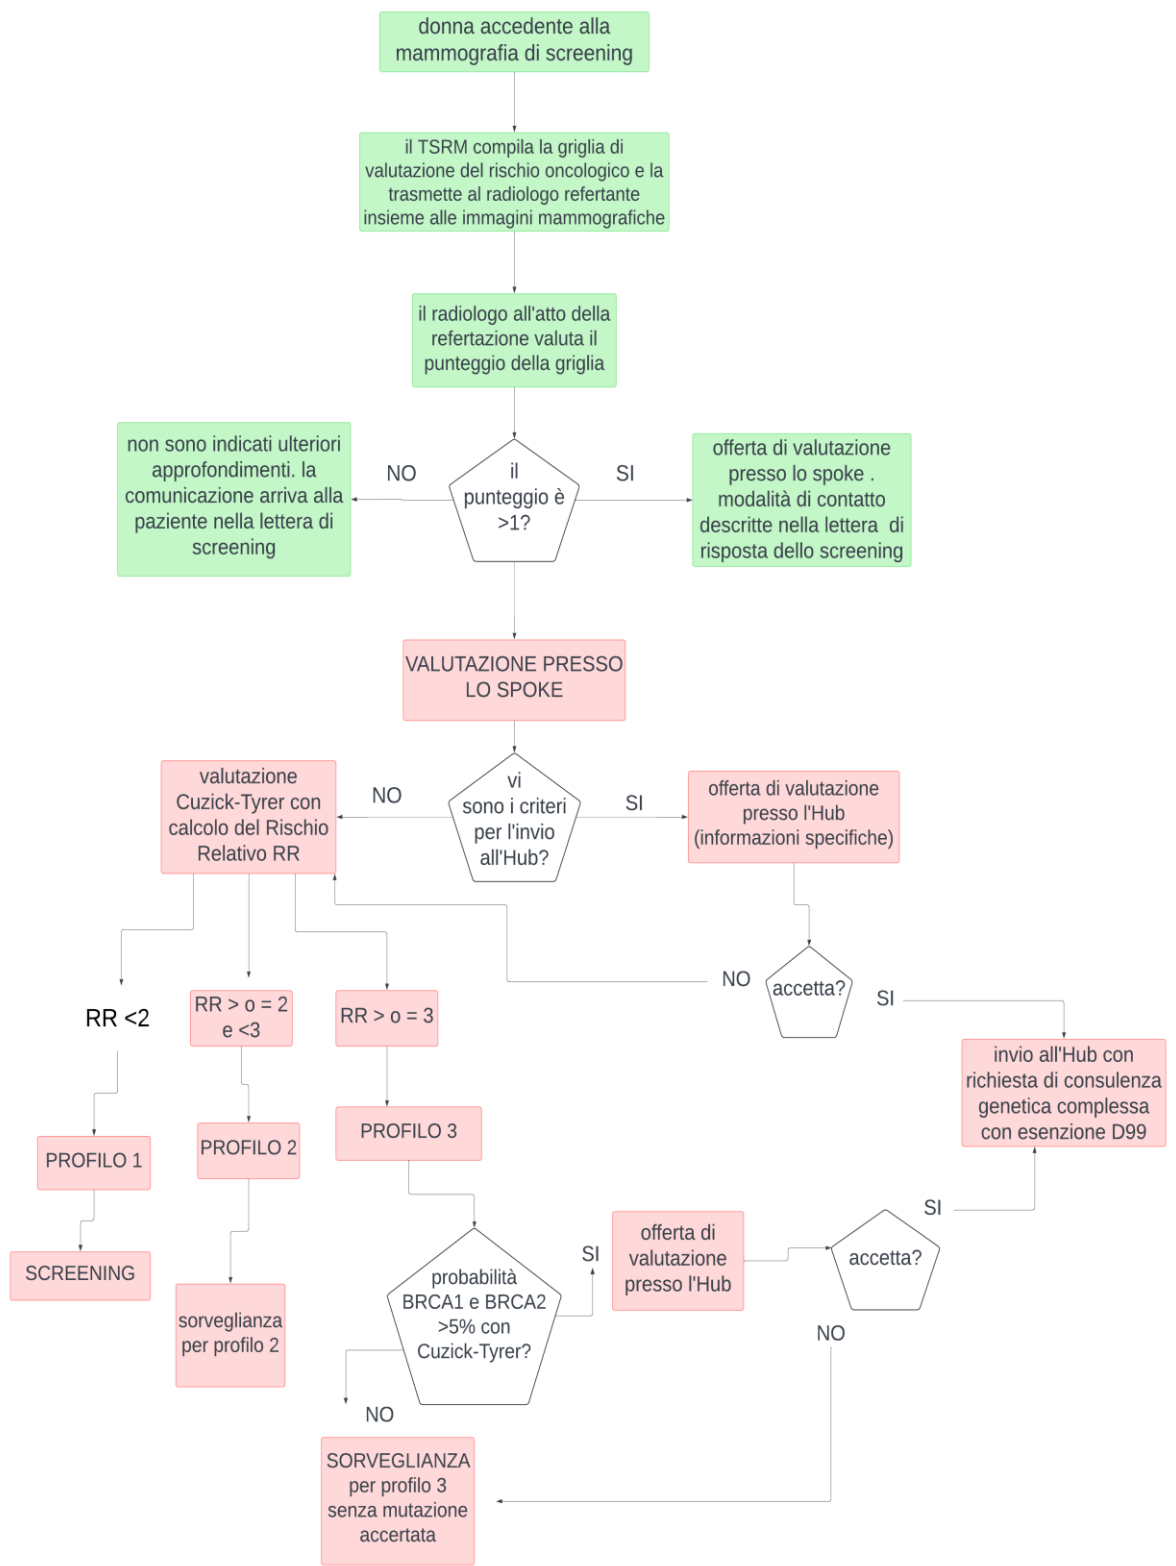 donna accedente alla
mammografia di screening
il TSRM compila la griglia di
valutazione del rischio oncologico e la
trasmette al radiologo refertante
insieme alle immagini mammografiche
il radiologo all'atto della
refertazione valuta il
punteggio della griglia
non sono indicati ulteriori
approfondimenti. la
comunicazione arriva alla
paziente nella lettera di
screening
NO
il
punteggio è
>1?
SI
offerta di valutazione
presso lo spoke .
modalità di contatto
descritte nella lettera  di
risposta dello screening
VALUTAZIONE PRESSO
LO SPOKE
valutazione
Cuzick-Tyrer con
calcolo del Rischio
Relativo RR
NO
vi
sono i criteri
per l'invio
all'Hub?
SI
offerta di valutazione
presso l'Hub
(informazioni specifiche)
NO
accetta?
SI
RR <2
RR > o = 2
e <3
RR > o = 3
invio all'Hub con
richiesta di consulenza
genetica complessa
con esenzione D99
PROFILO 1
PROFILO 2
PROFILO 3
SCREENING
sorveglianza
per profilo 2
probabilità
BRCA1 e BRCA2
>5% con
Cuzick-Tyrer?
SI
offerta di
valutazione
presso l'Hub
accetta?
SI
NO
NO
SORVEGLIANZA
per profilo 3
senza mutazione
accertata